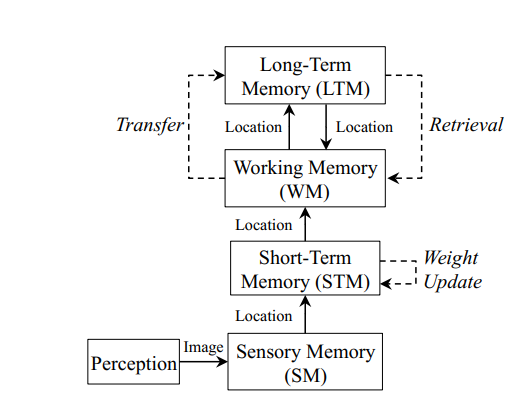 Long-Term
Memory (LTM)
Transfer
Location
Location
Retrieval
Working Memory
(WM)
Location
Short-Term
Memory (STM)
Weight
Update
Location
Perception
Image
Sensory Memory
(SM)